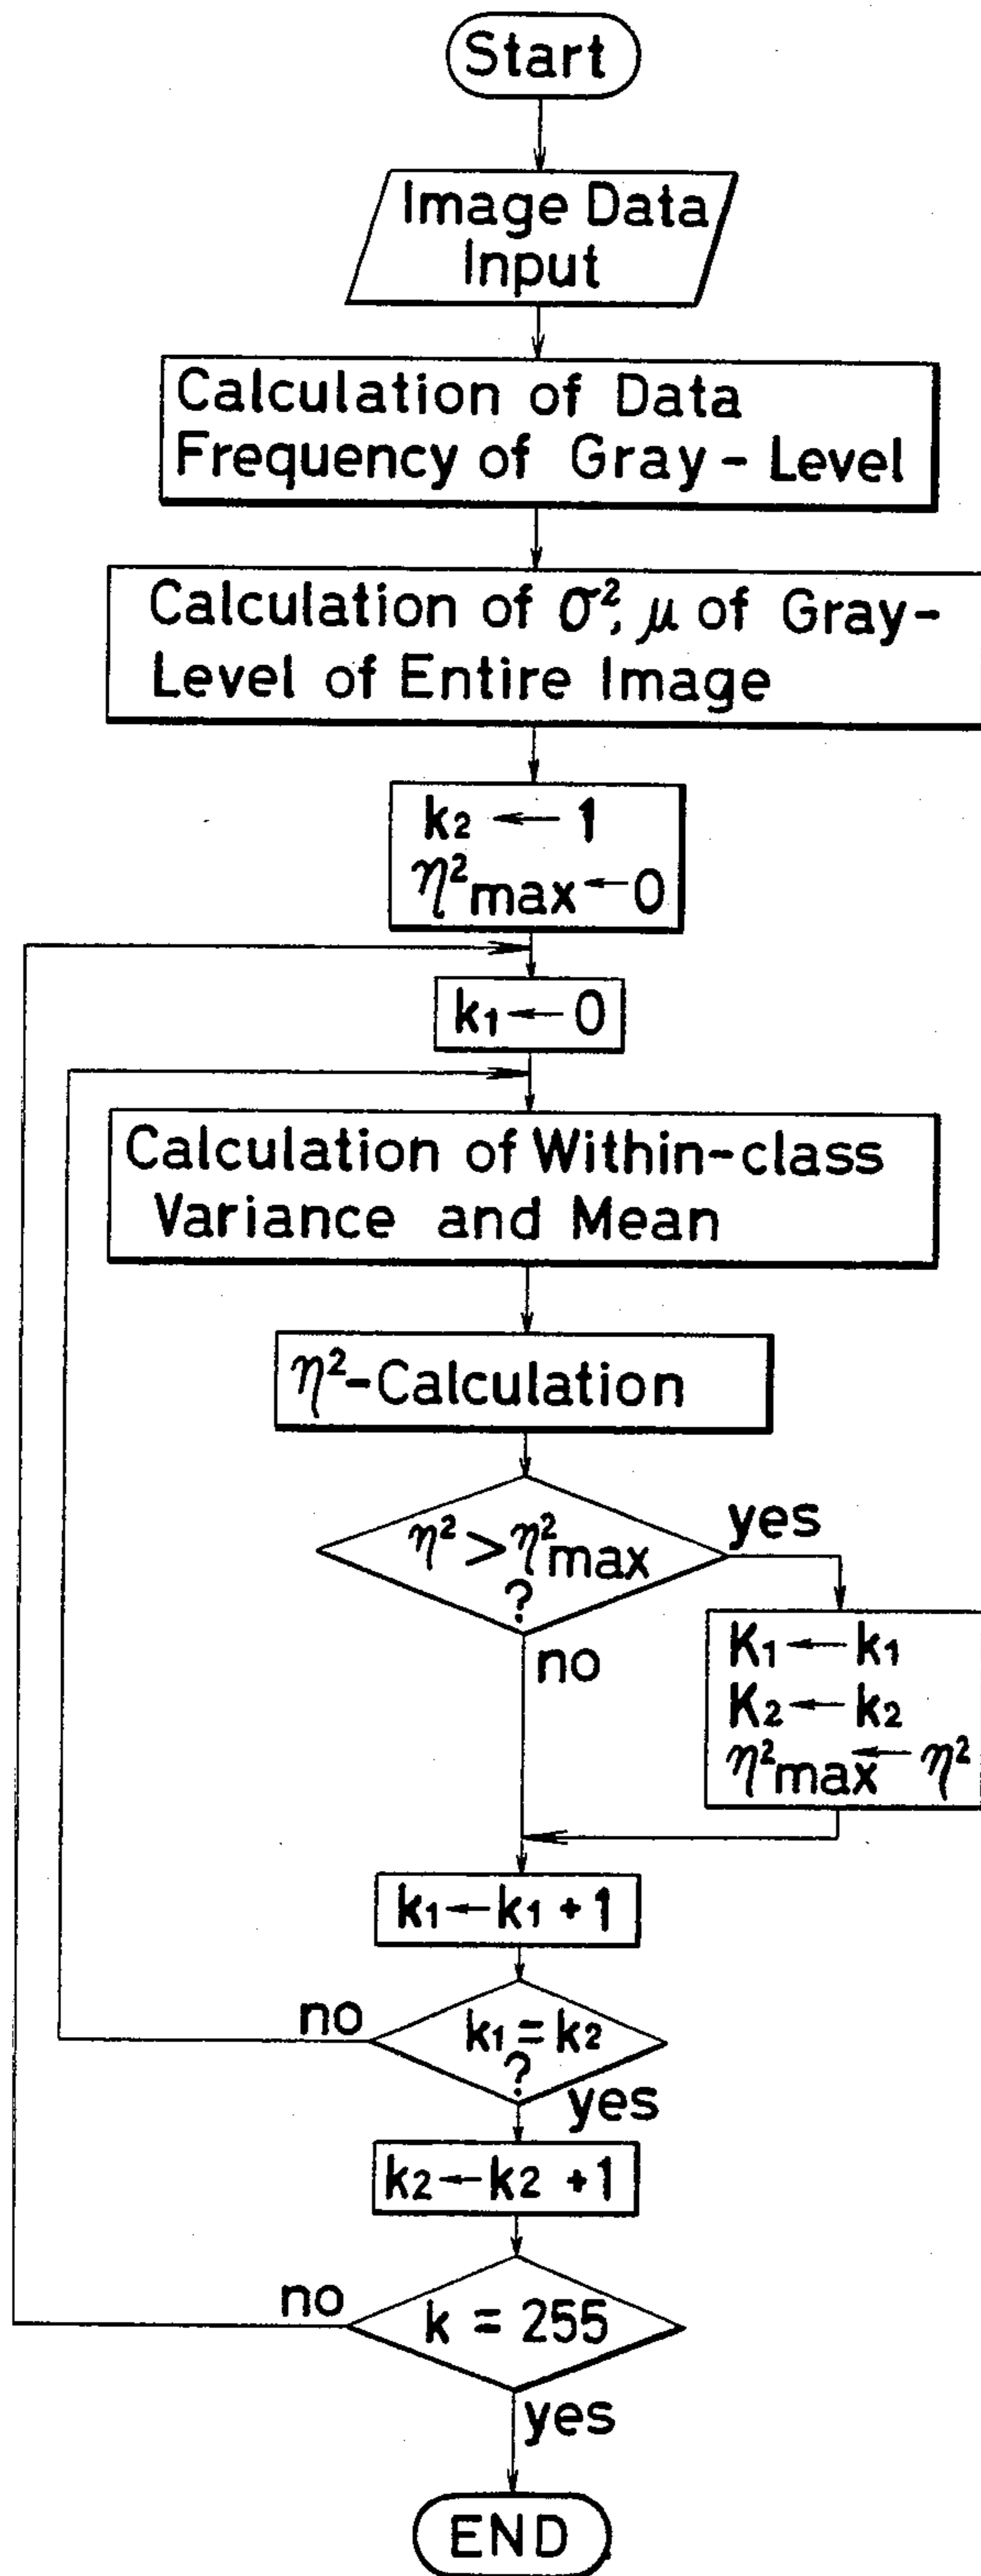 Start
Image Data
Input
Calculation of Data
Frequency of Gray - Level
Calculation of σ², μ of Gray-
Level of Entire Image
k₂ ← 1
η²max ← 0
k₁ ← 0
Calculation of Within-class
Variance and Mean
η²-Calculation
η² > η²max
?
yes
no
K₁ ← k₁
K₂ ← k₂
η²max ← η²
k₁ ← k₁ + 1
k₁ = k₂
?
no
yes
k₂ ← k2 + 1
k = 255
no
yes
END